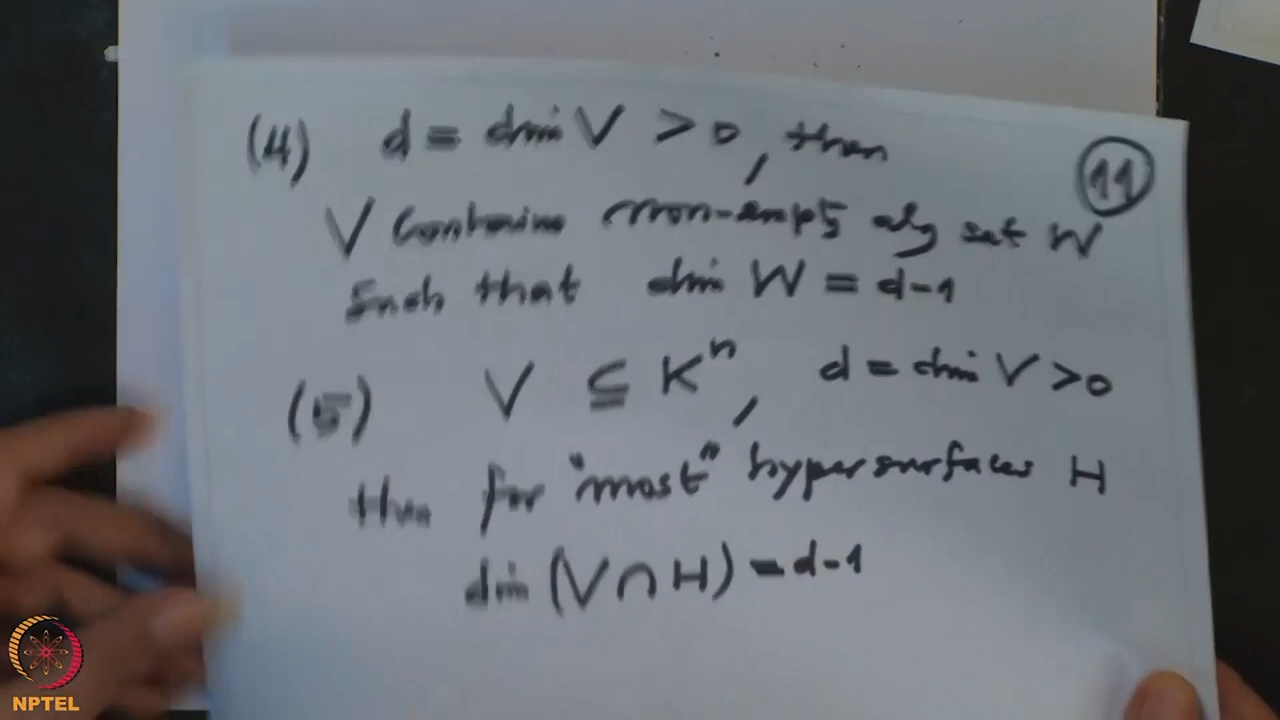 (4) d = dim V > 0, then
(11)
V contains non-empty alg set W
such that dim W = d-1
(5) V ⊆ K^n, d = dim V > 0
then for "most" hypersurfaces H
dim (V ∩ H) = d-1
NPTEL